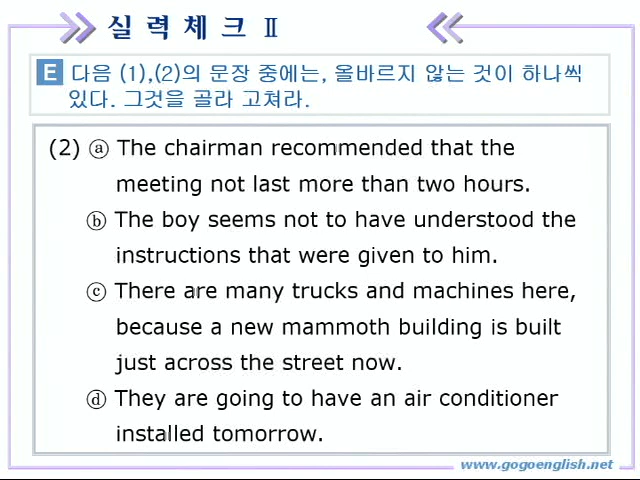 실 력 체 크 Ⅱ
E 다음 (1),(2)의 문장 중에는, 올바르지 않는 것이 하나씩
있다. 그것을 골라 고쳐라.
(2) ⓐ The chairman recommended that the
meeting not last more than two hours.
ⓑ The boy seems not to have understood the
instructions that were given to him.
ⓒ There are many trucks and machines here,
because a new mammoth building is built
just across the street now.
ⓓ They are going to have an air conditioner
installed tomorrow.
www.gogoenglish.net